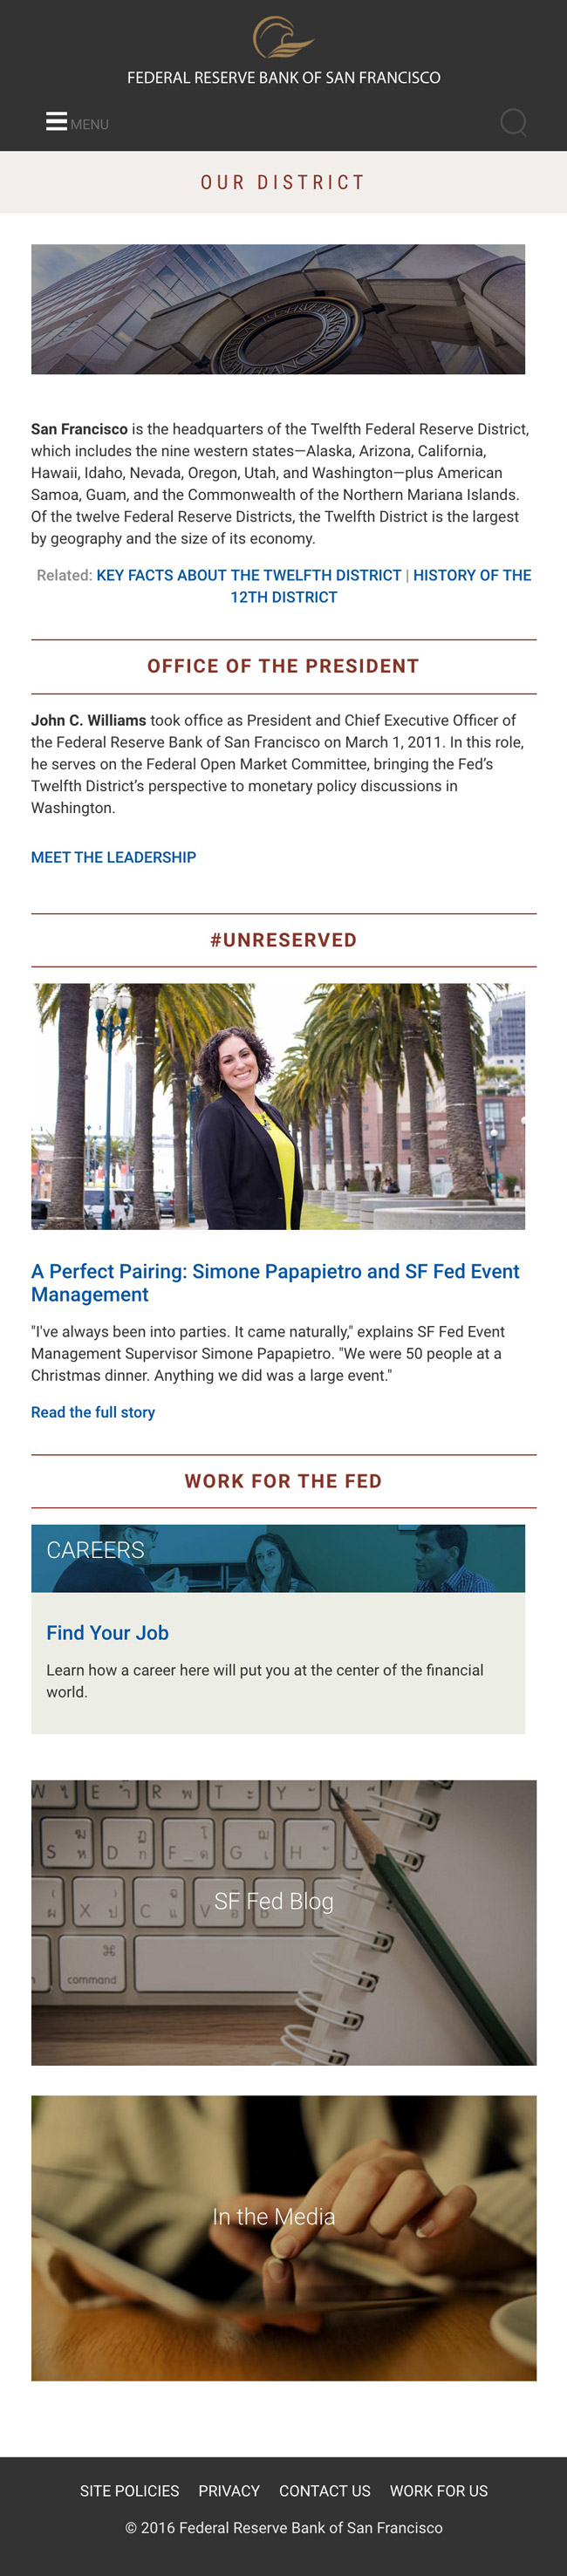 FEDERAL RESERVE BANK OF SAN FRANCISCO
MENU
OUR DISTRICT
San Francisco is the headquarters of the Twelfth Federal Reserve District,
which includes the nine western states—Alaska, Arizona, California,
Hawaii, Idaho, Nevada, Oregon, Utah, and Washington—plus American
Samoa, Guam, and the Commonwealth of the Northern Mariana Islands.
Of the twelve Federal Reserve Districts, the Twelfth District is the largest
by geography and the size of its economy.
Related: KEY FACTS ABOUT THE TWELFTH DISTRICT | HISTORY OF THE
12TH DISTRICT
OFFICE OF THE PRESIDENT
John C. Williams took office as President and Chief Executive Officer of
the Federal Reserve Bank of San Francisco on March 1, 2011. In this role,
he serves on the Federal Open Market Committee, bringing the Fed’s
Twelfth District’s perspective to monetary policy discussions in
Washington.
MEET THE LEADERSHIP
#UNRESERVED
A Perfect Pairing: Simone Papapietro and SF Fed Event
Management
"I've always been into parties. It came naturally," explains SF Fed Event
Management Supervisor Simone Papapietro. "We were 50 people at a
Christmas dinner. Anything we did was a large event."
Read the full story
WORK FOR THE FED
CAREERS
Find Your Job
Learn how a career here will put you at the center of the financial
world.
W E R T Y U
S D F G H
X C V B
SF Fed Blog
command
In the Media
SITE POLICIES PRIVACY CONTACT US WORK FOR US
© 2016 Federal Reserve Bank of San Francisco